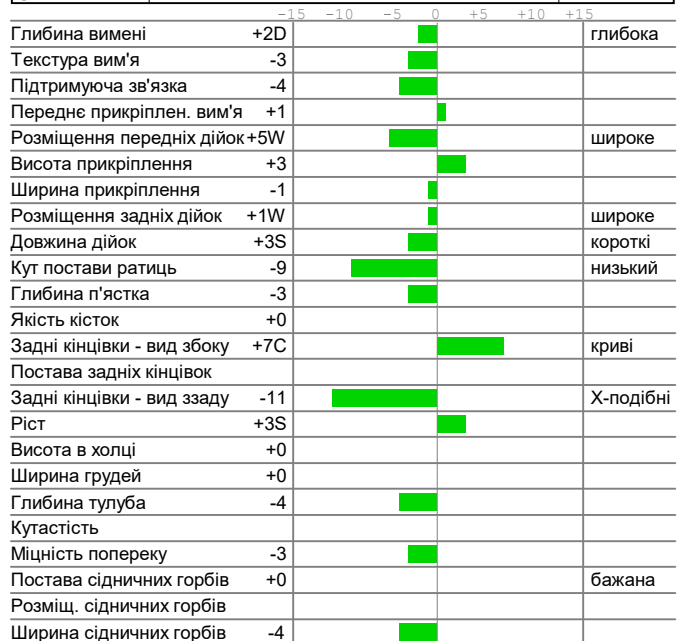 -15 -10 -5 0 +5 +10 +15
Глибина вимені +2D глибока
Текстура вим'я -3
Підтримуюча зв'язка -4
Переднє прикріплен. вим'я +1
Розміщення передніх дійок +5W широке
Висота прикріплення +3
Ширина прикріплення -1
Розміщення задніх дійок +1W широке
Довжина дійок +3S короткі
Кут постави ратиць -9 низький
Глибина п'ястка -3
Якість кісток +0
Задні кінцівки - вид збоку +7C криві
Постава задніх кінцівок
Задні кінцівки - вид ззаду -11 Х-подібні
Ріст +3S
Висота в холці +0
Ширина грудей +0
Глибина тулуба -4
Кутастість
Міцність попереку -3
Постава сідничних горбів +0 бажана
Розміщ. сідничних горбів
Ширина сідничних горбів -4